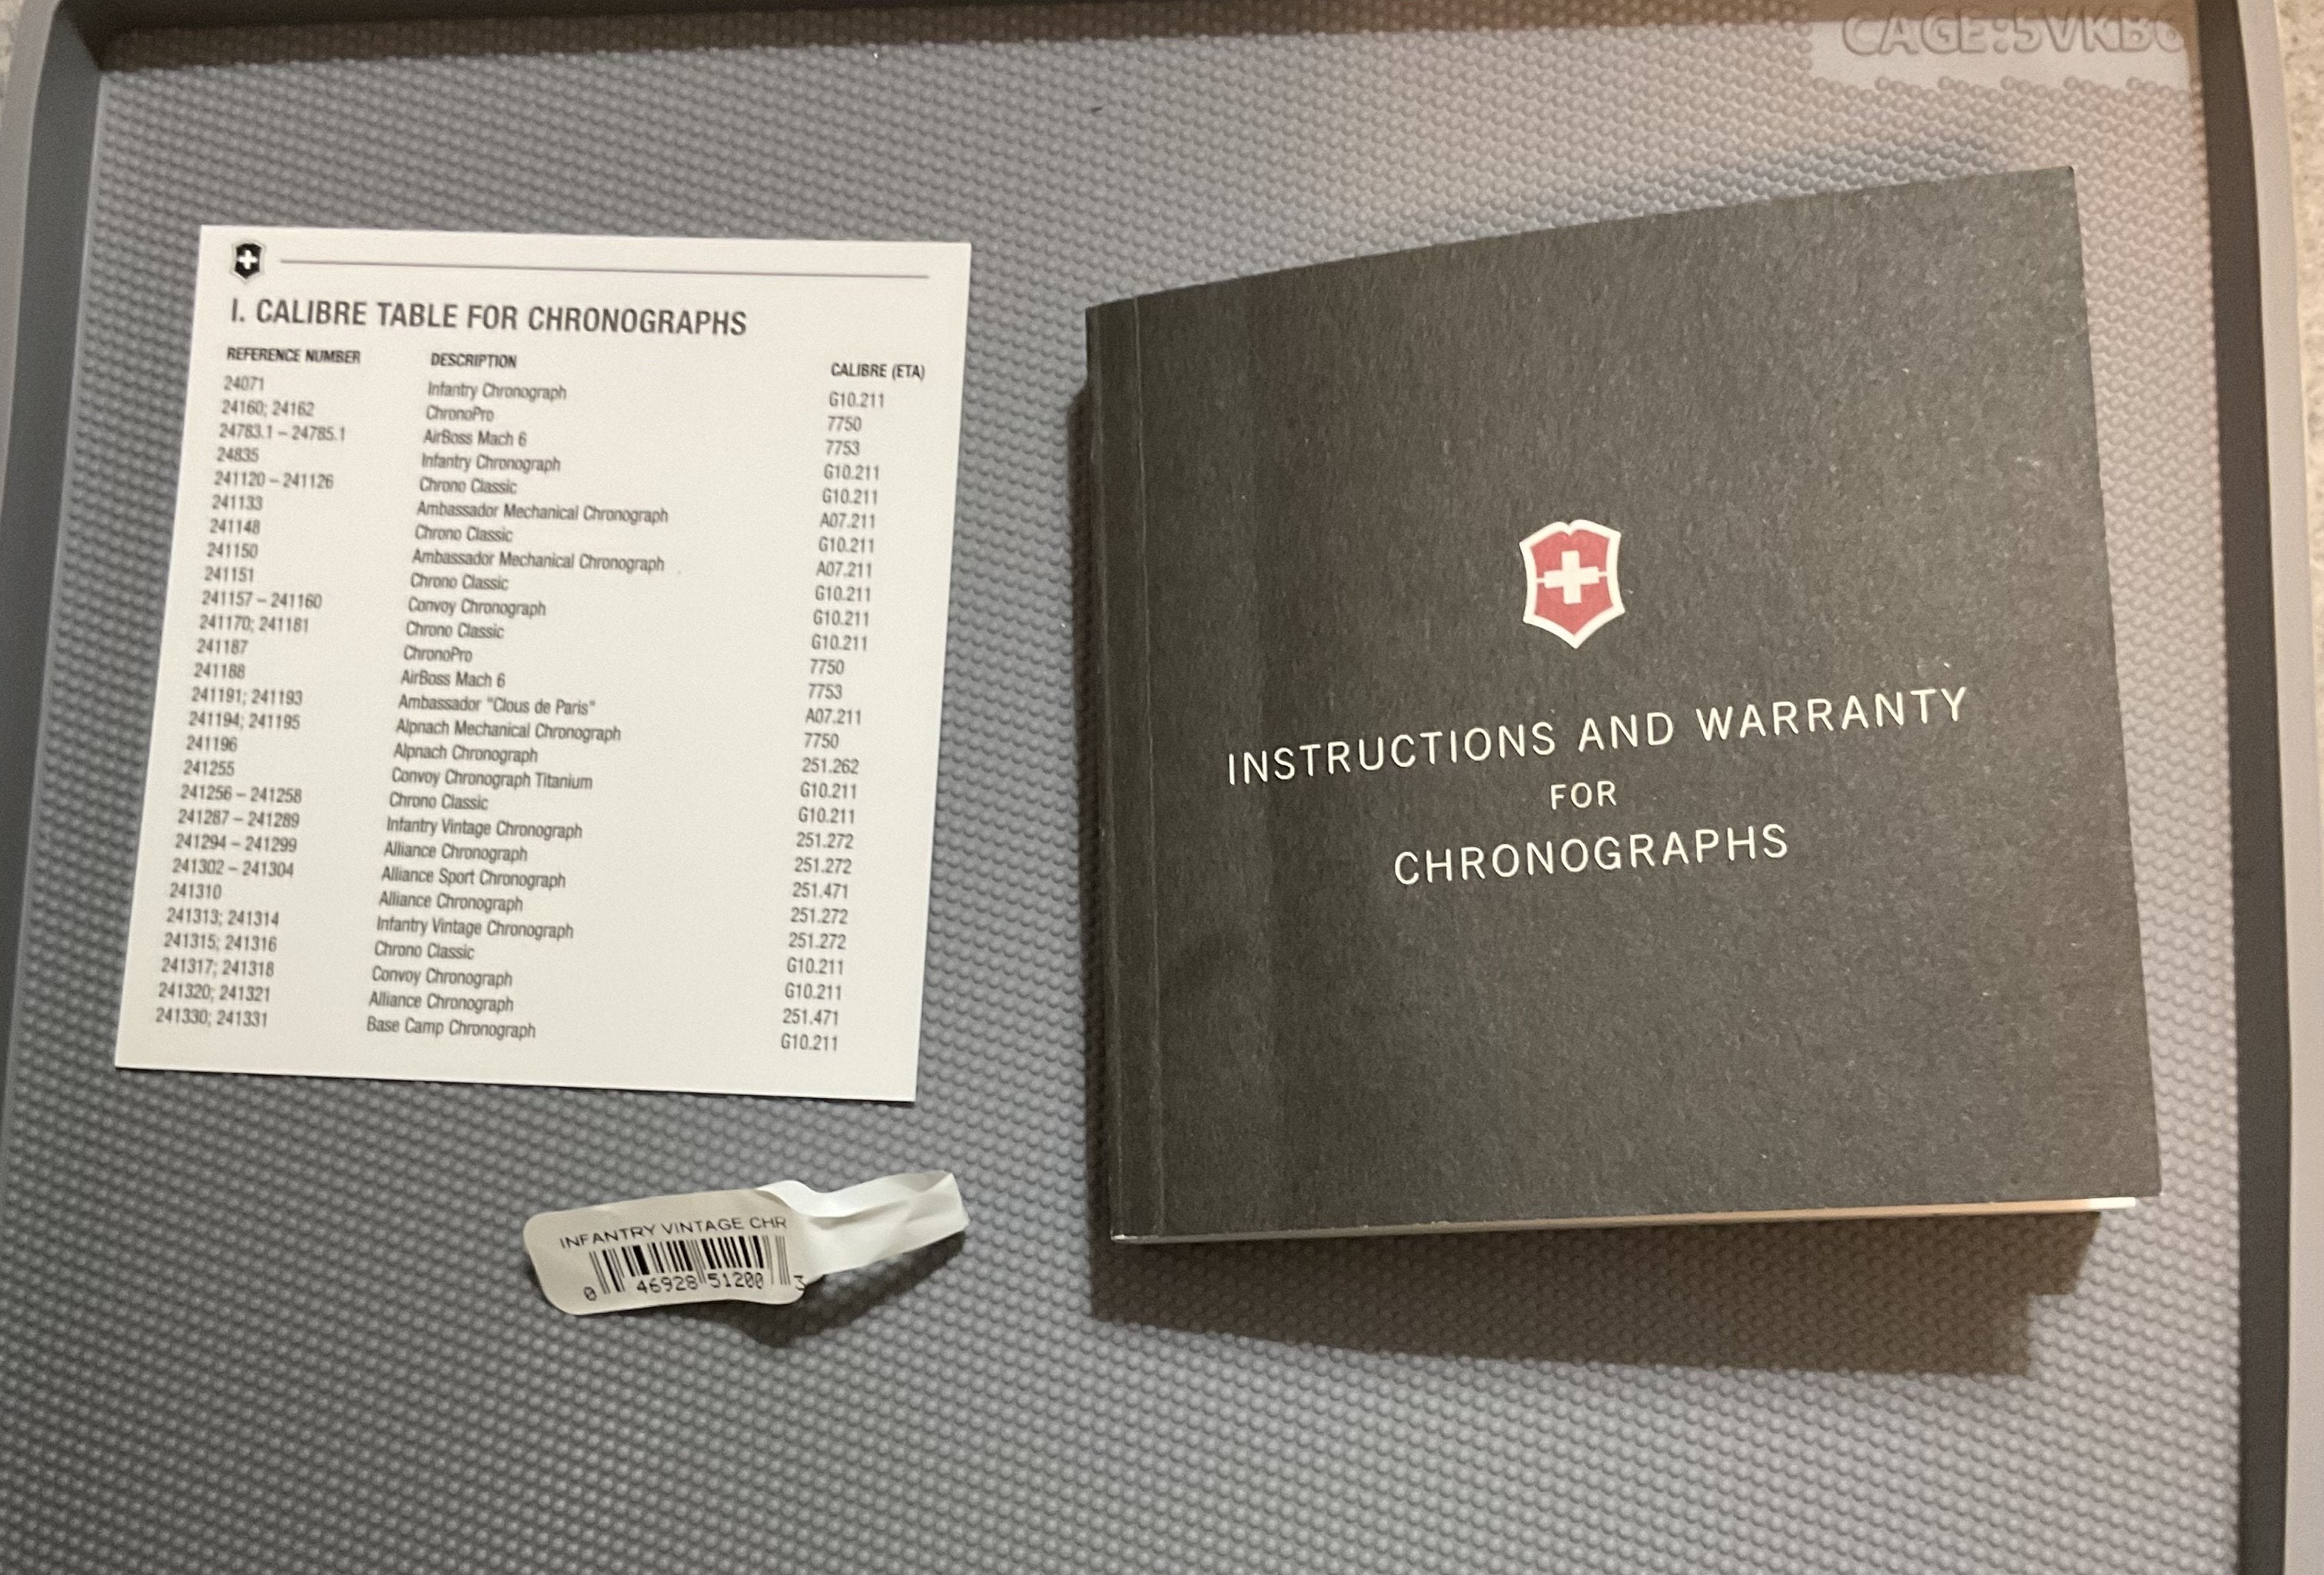 CAGE:5VKB
I. CALIBRE TABLE FOR CHRONOGRAPHS
REFERENCE NUMBER DESCRIPTION CALIBRE (ETA)
24071 Infantry Chronograph G10.211
24160; 24162 ChronoPro 7750
24783.1 – 24785.1 AirBoss Mach 6 7753
24835 Infantry Chronograph G10.211
241120 – 241126 Chrono Classic G10.211
241133 Ambassador Mechanical Chronograph A07.211
241148 Chrono Classic G10.211
241150 Ambassador Mechanical Chronograph A07.211
241151 Chrono Classic G10.211
241157 – 241160 Convoy Chronograph G10.211
241170; 241181 Chrono Classic G10.211
241187 ChronoPro 7750
241188 AirBoss Mach 6 7753
241191; 241193 Ambassador "Clous de Paris" A07.211
241194; 241195 Alpnach Mechanical Chronograph 7750
241196 Alpnach Chronograph 251.262
241255 Convoy Chronograph Titanium G10.211
241256 – 241258 Chrono Classic G10.211
241287 – 241289 Infantry Vintage Chronograph 251.272
241294 – 241299 Alliance Chronograph 251.272
241302 – 241304 Alliance Sport Chronograph 251.471
241310 Alliance Chronograph 251.272
241313; 241314 Infantry Vintage Chronograph 251.272
241315; 241316 Chrono Classic G10.211
241317; 241318 Convoy Chronograph G10.211
241320; 241321 Alliance Chronograph 251.471
241330; 241331 Base Camp Chronograph G10.211
INSTRUCTIONS AND WARRANTY
FOR
CHRONOGRAPHS
INFANTRY VINTAGE CHR
0 46928 51200 3